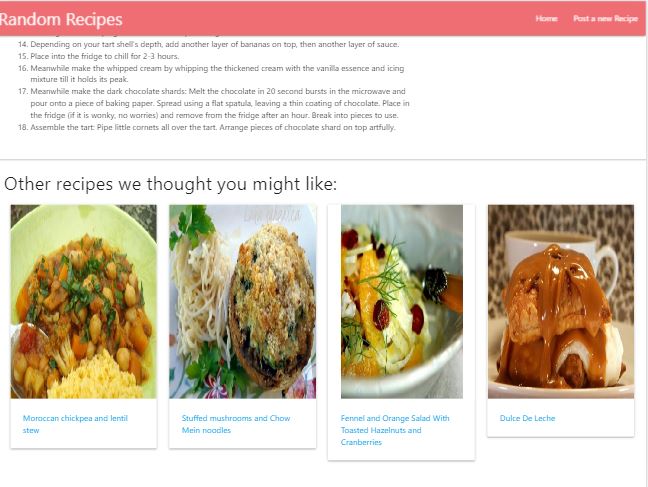 Random Recipes
Home Post a new Recipe
14. Depending on your tart shell's depth, add another layer of bananas on top, then another layer of sauce.
15. Place into the fridge to chill for 2-3 hours.
16. Meanwhile make the whipped cream by whipping the thickened cream with the vanilla essence and icing
mixture till it holds its peak.
17. Meanwhile make the dark chocolate shards: Melt the chocolate in 20 second bursts in the microwave and
pour onto a piece of baking paper. Spread using a flat spatula, leaving a thin coating of chocolate. Place in
the fridge (if it is wonky, no worries) and remove from the fridge after an hour. Break into pieces to use.
18. Assemble the tart: Pipe little cornets all over the tart. Arrange pieces of chocolate shard on top artfully.
Other recipes we thought you might like:
Moroccan chickpea and lentil
stew
Stuffed mushrooms and Chow
Mein noodles
Fennel and Orange Salad With
Toasted Hazelnuts and
Cranberries
Dulce De Leche